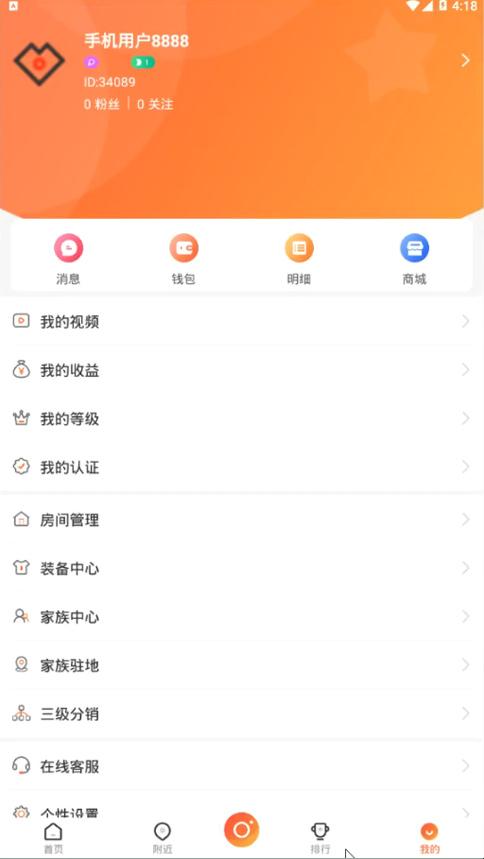 4:18
手机用户8888
1
ID:34089
0 粉丝 | 0 关注
消息 钱包 明细 商城
我的视频
我的收益
我的等级
我的认证
房间管理
装备中心
家族中心
家族驻地
三级分销
在线客服
个性设置
首页 附近 排行 我的